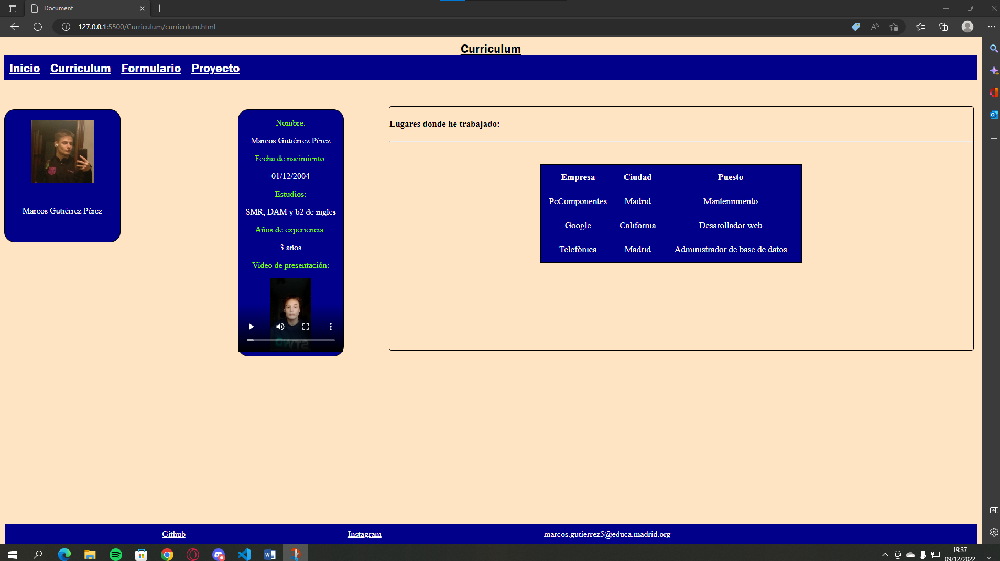 Document
127.0.0.1:5500/Curriculum/curriculum.html
Curriculum
Inicio Curriculum Formulario Proyecto
Marcos Gutiérrez Pérez
Nombre:
Marcos Gutiérrez Pérez
Fecha de nacimiento:
01/12/2004
Estudios:
SMR, DAM y b2 de ingles
Años de experiencia:
3 años
Video de presentación:
Lugares donde he trabajado:
Empresa Ciudad Puesto
PcComponentes Madrid Mantenimiento
Google California Desarollador web
Telefónica Madrid Administrador de base de datos
Github Instagram marcos.gutierrez5@educa.madrid.org
19:37
09/12/2022